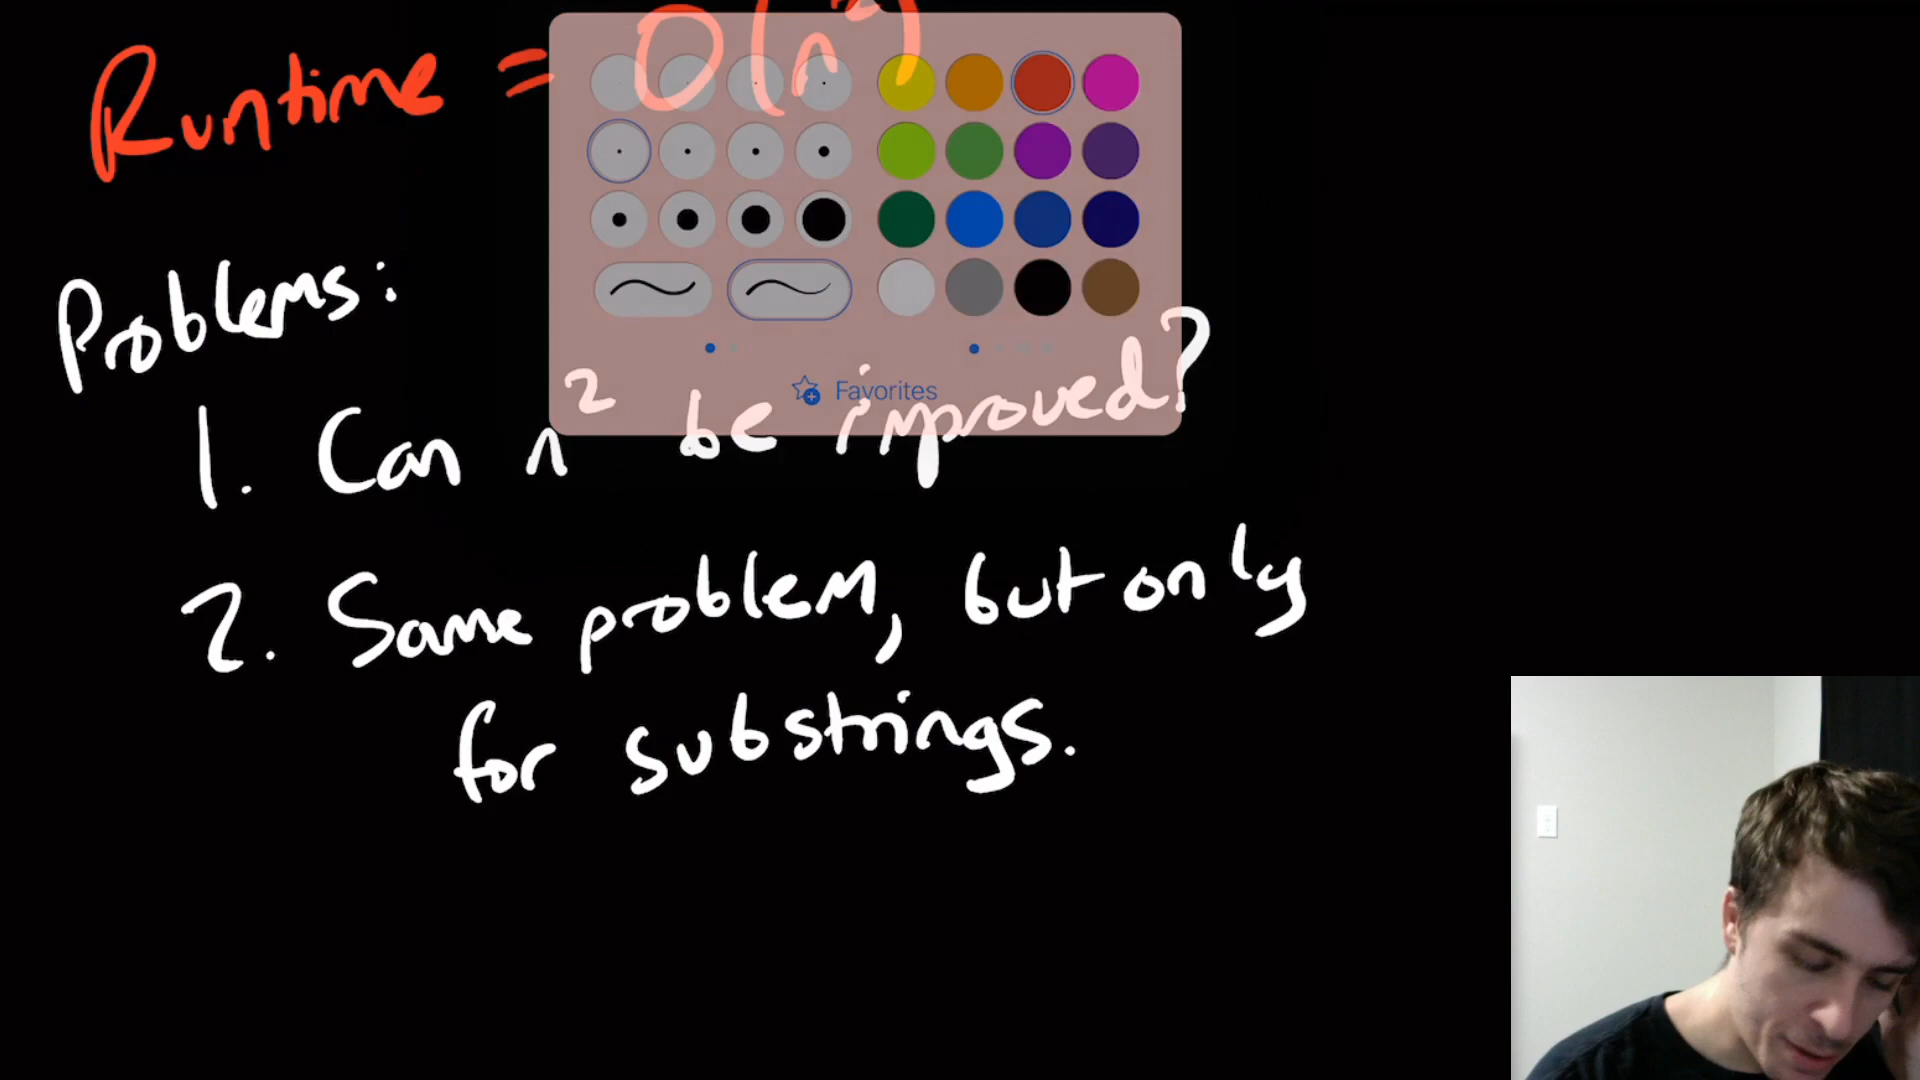 Runtime = O(n²)
Problems:
Favorites
1. Can n² be improved?
2. Same problem, but only
for substrings.